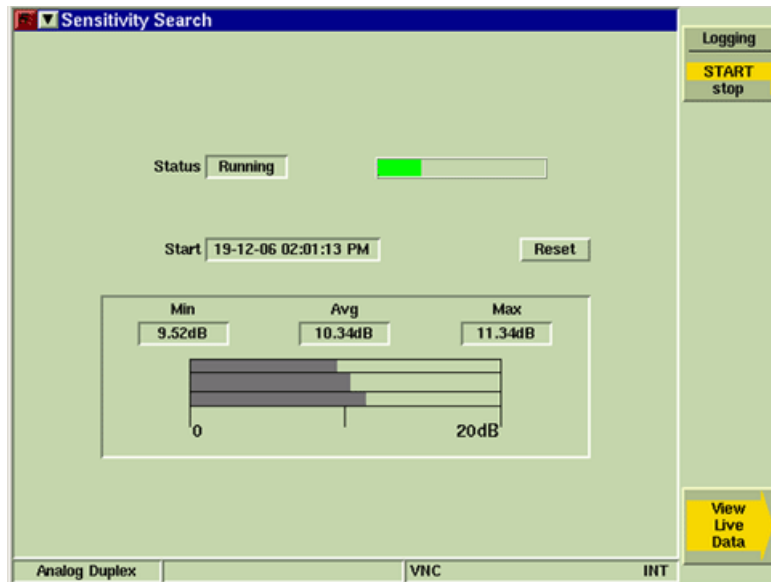 Sensitivity Search
Logging
START
stop
Status Running
Start 19-12-06 02:01:13 PM Reset
Min Avg Max
9.52dB 10.34dB 11.34dB
0 20dB
View
Live
Data
Analog Duplex VNC INT